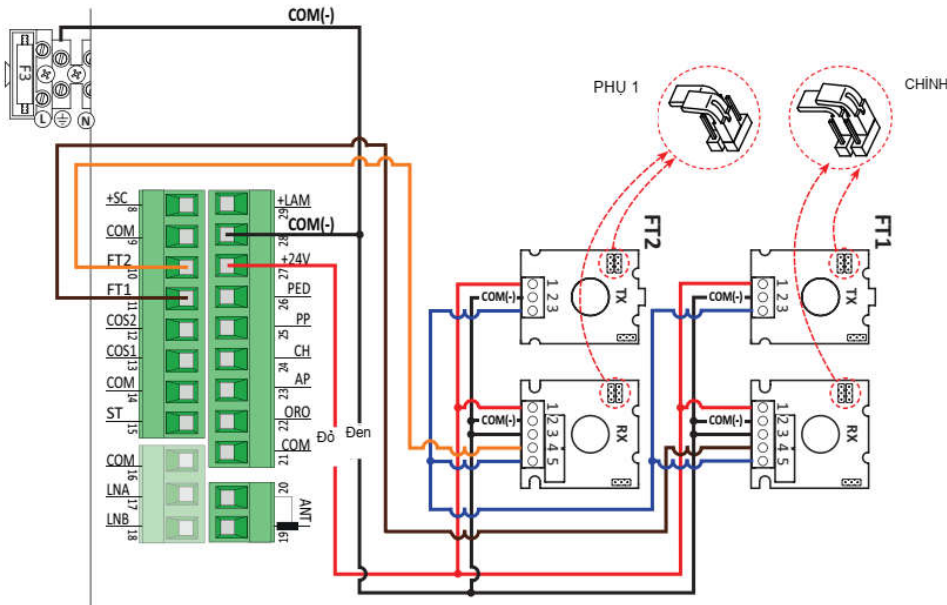 COM(-)
F3
L
N
PHỤ 1
CHÍNH
+SC
8
COM
9
FT2
10
FT1
11
COS2
12
COS1
13
COM
14
ST
15
COM
16
LNA
17
LNB
18
+LAM
29
COM(-)
28
+24V
27
PED
26
PP
25
CH
24
AP
23
ORO
22
COM
21
20
ANT
19
Đỏ
Đen
FT2
COM(-)
1
2
3
TX
COM(-)
1
2
3
4
5
RX
FT1
COM(-)
1
2
3
TX
COM(-)
1
2
3
4
5
RX